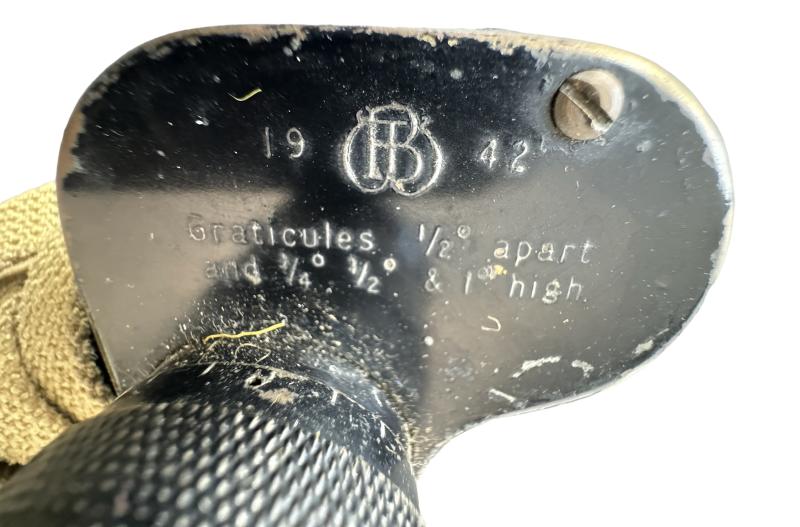 19 42
Graticules 1/2° apart
and 1/4° 1/2° & 1° high.